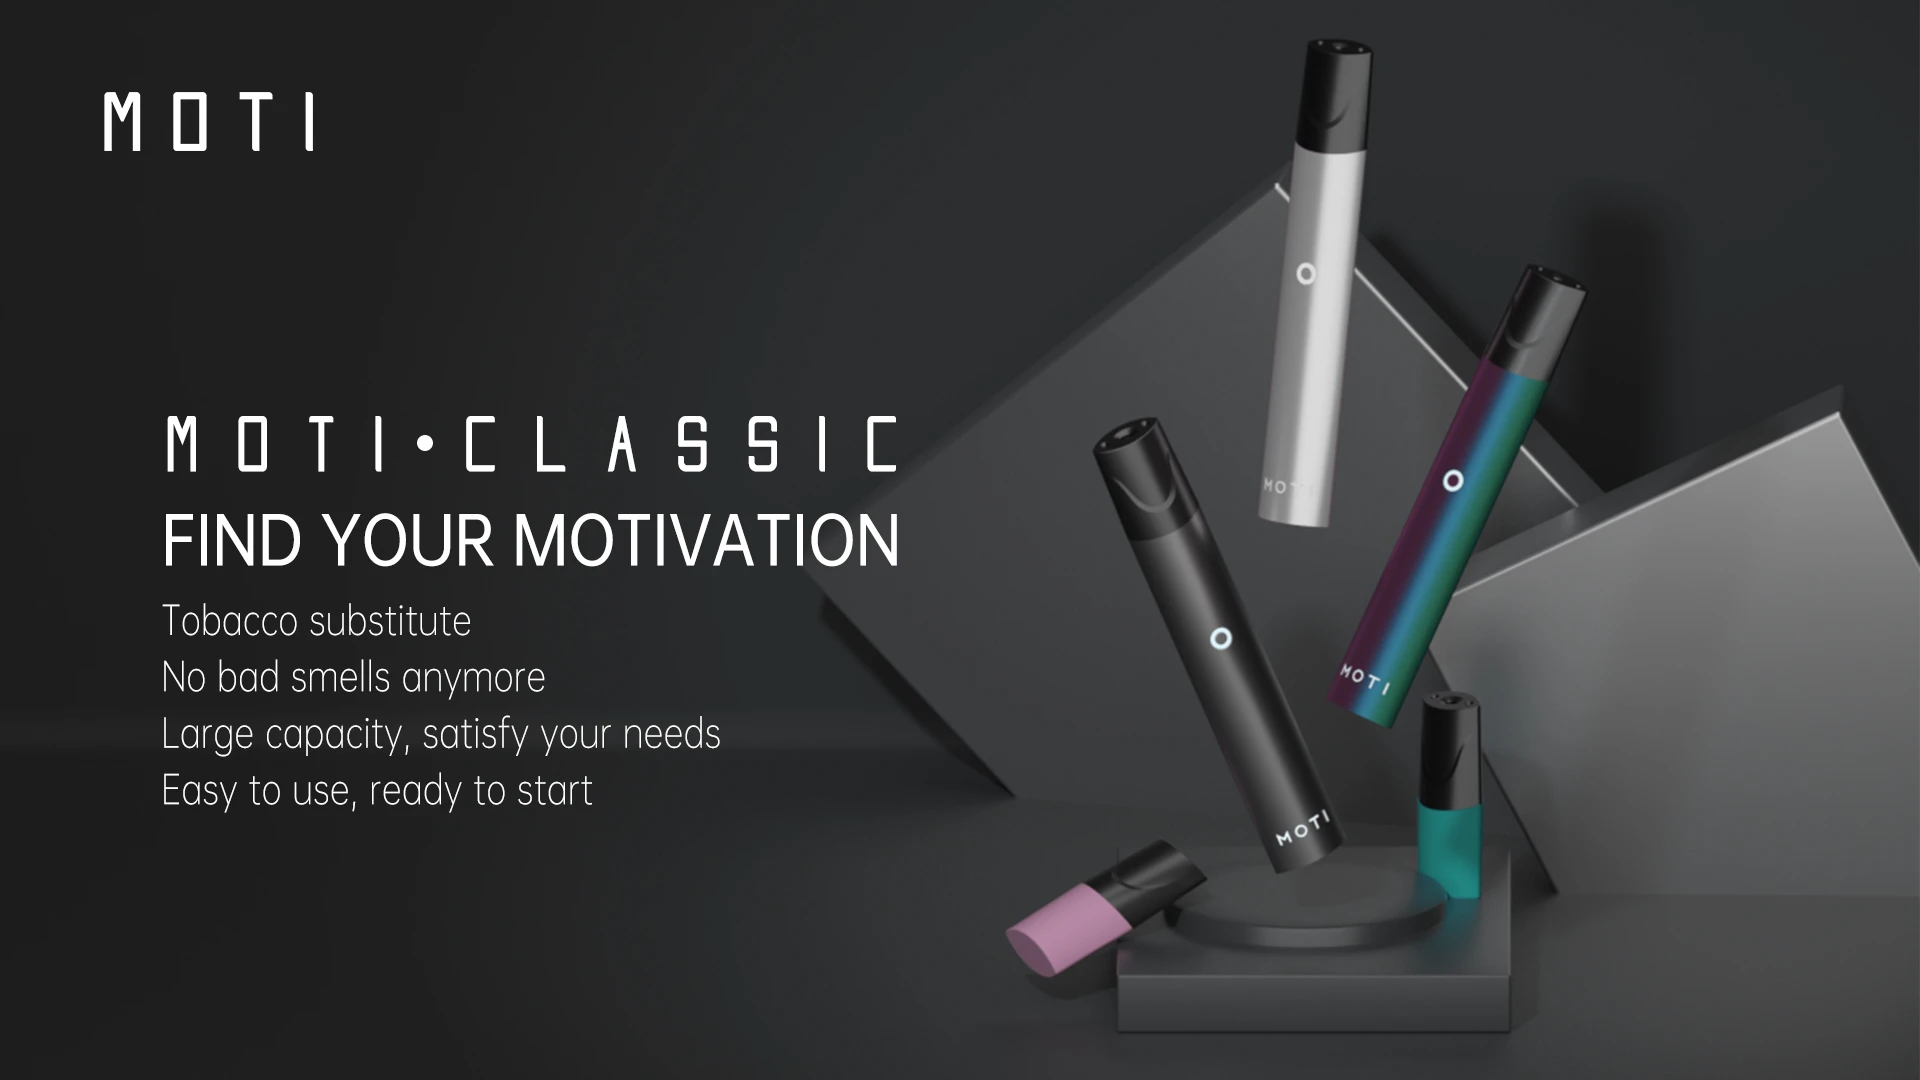 MOTI
MOTI•CLASSIC
FIND YOUR MOTIVATION
Tobacco substitute
No bad smells anymore
Large capacity, satisfy your needs
Easy to use, ready to start
MOTI
MOTI
MOTI